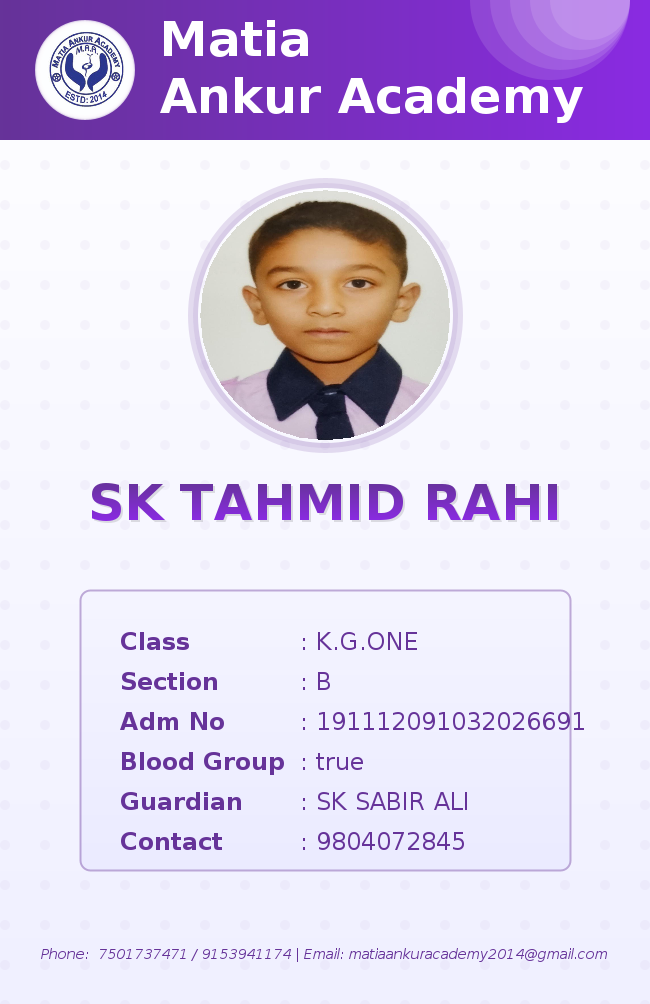 Matia
Ankur Academy
MATIA ANKUR ACADEMY
M.A.A
ESTD: 2014
SK TAHMID RAHI
Class : K.G.ONE
Section : B
Adm No : 191112091032026691
Blood Group : true
Guardian : SK SABIR ALI
Contact : 9804072845
Phone: 7501737471 / 9153941174 | Email: matiaankuracademy2014@gmail.com